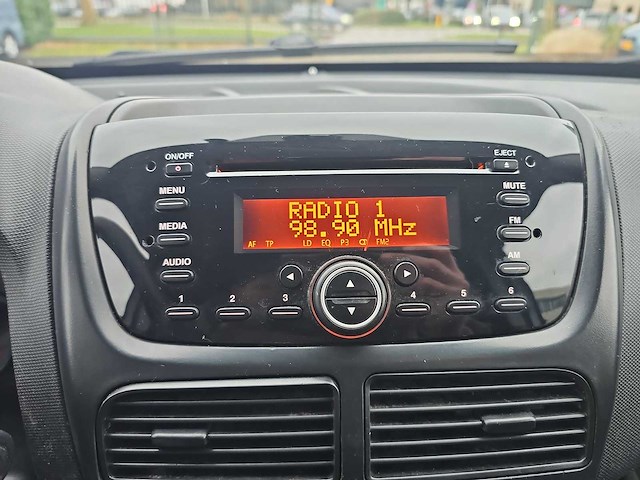 ON/OFF
EJECT
MENU
MUTE
RADIO 1
98.90 MHz
MEDIA
FM
AF TP LD EQ P3 FM2
AUDIO
AM
1 2 3 4 5 6